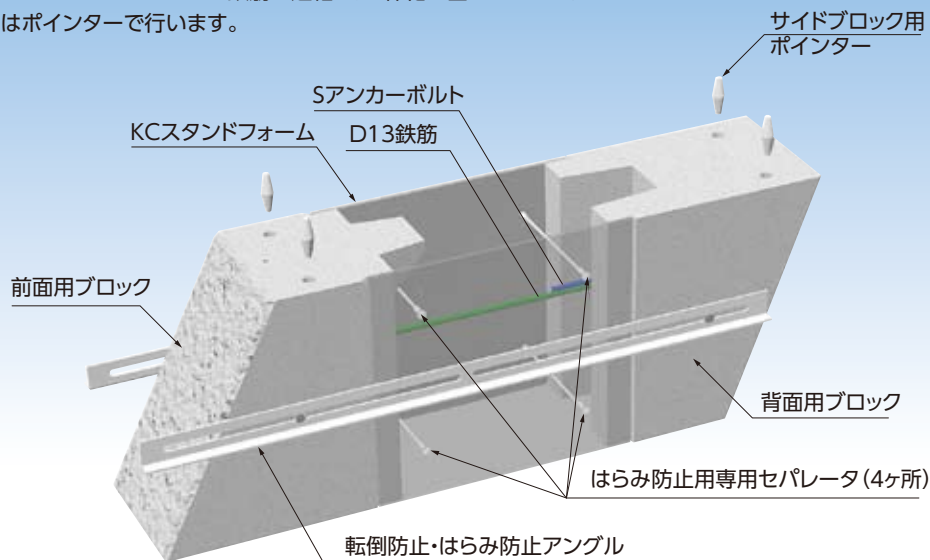 はポインターで行います。
サイドブロック用
ポインター
Sアンカーボルト
KCスタンドフォーム
D13鉄筋
前面用ブロック
背面用ブロック
はらみ防止用専用セパレータ(4ヶ所)
転倒防止・はらみ防止アングル